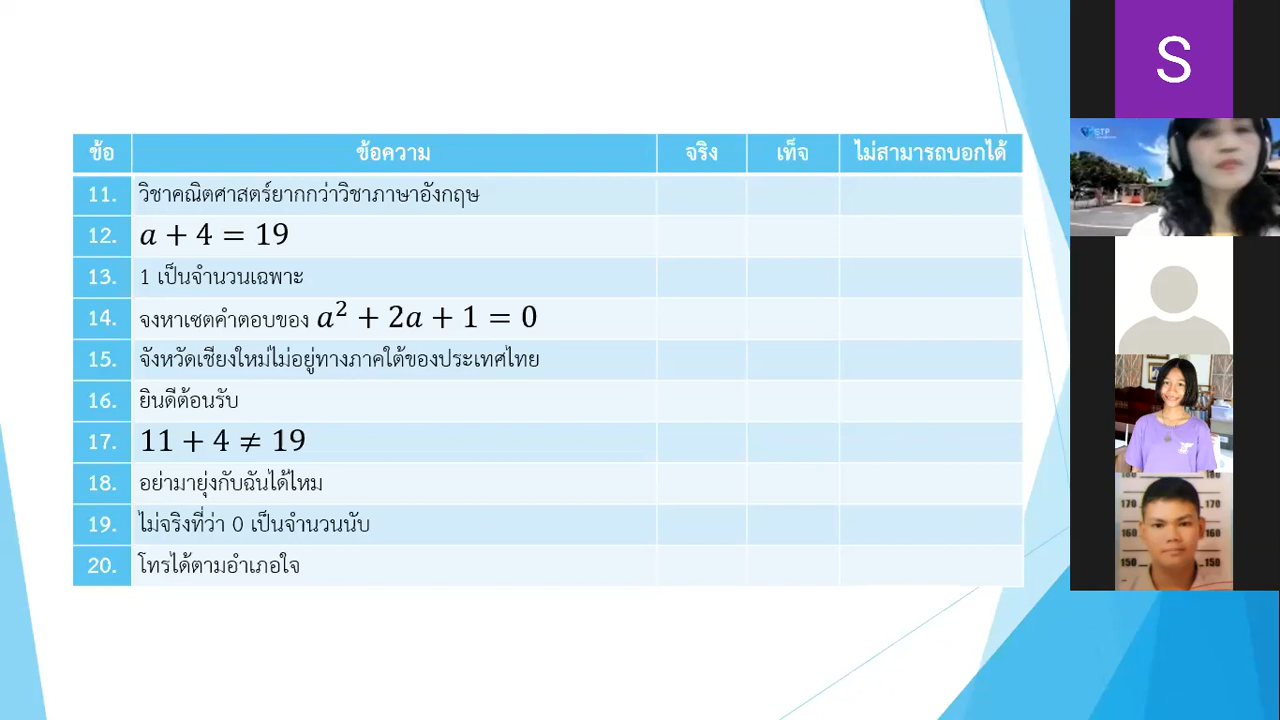 ข้อ ข้อความ จริง เท็จ ไม่สามารถบอกได้
11. วิชาคณิตศาสตร์ยากกว่าวิชาภาษาอังกฤษ
12. a + 4 = 19
13. 1 เป็นจำนวนเฉพาะ
14. จงหาเซตคำตอบของ a² + 2a + 1 = 0
15. จังหวัดเชียงใหม่ไม่อยู่ทางภาคใต้ของประเทศไทย
16. ยินดีต้อนรับ
17. 11 + 4 ≠ 19
18. อย่ามายุ่งกับฉันได้ไหม
19. ไม่จริงที่ว่า 0 เป็นจำนวนนับ
20. โทรได้ตามอำเภอใจ
S
STP
170 170
160 160
150 150